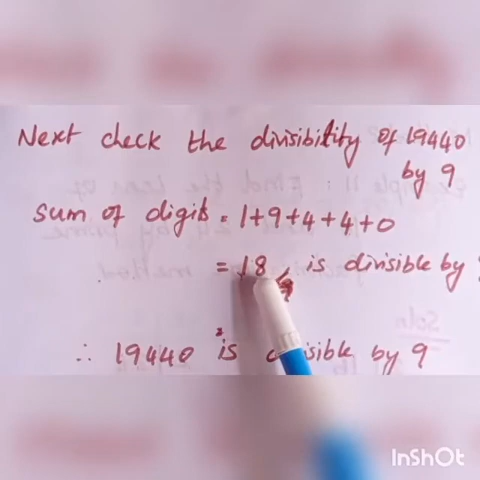 Next check the divisibility of 19440
by 9
Sum of digits = 1+9+4+4+0
= 18, is divisible by
∴ 19440 is by 9
InShOt